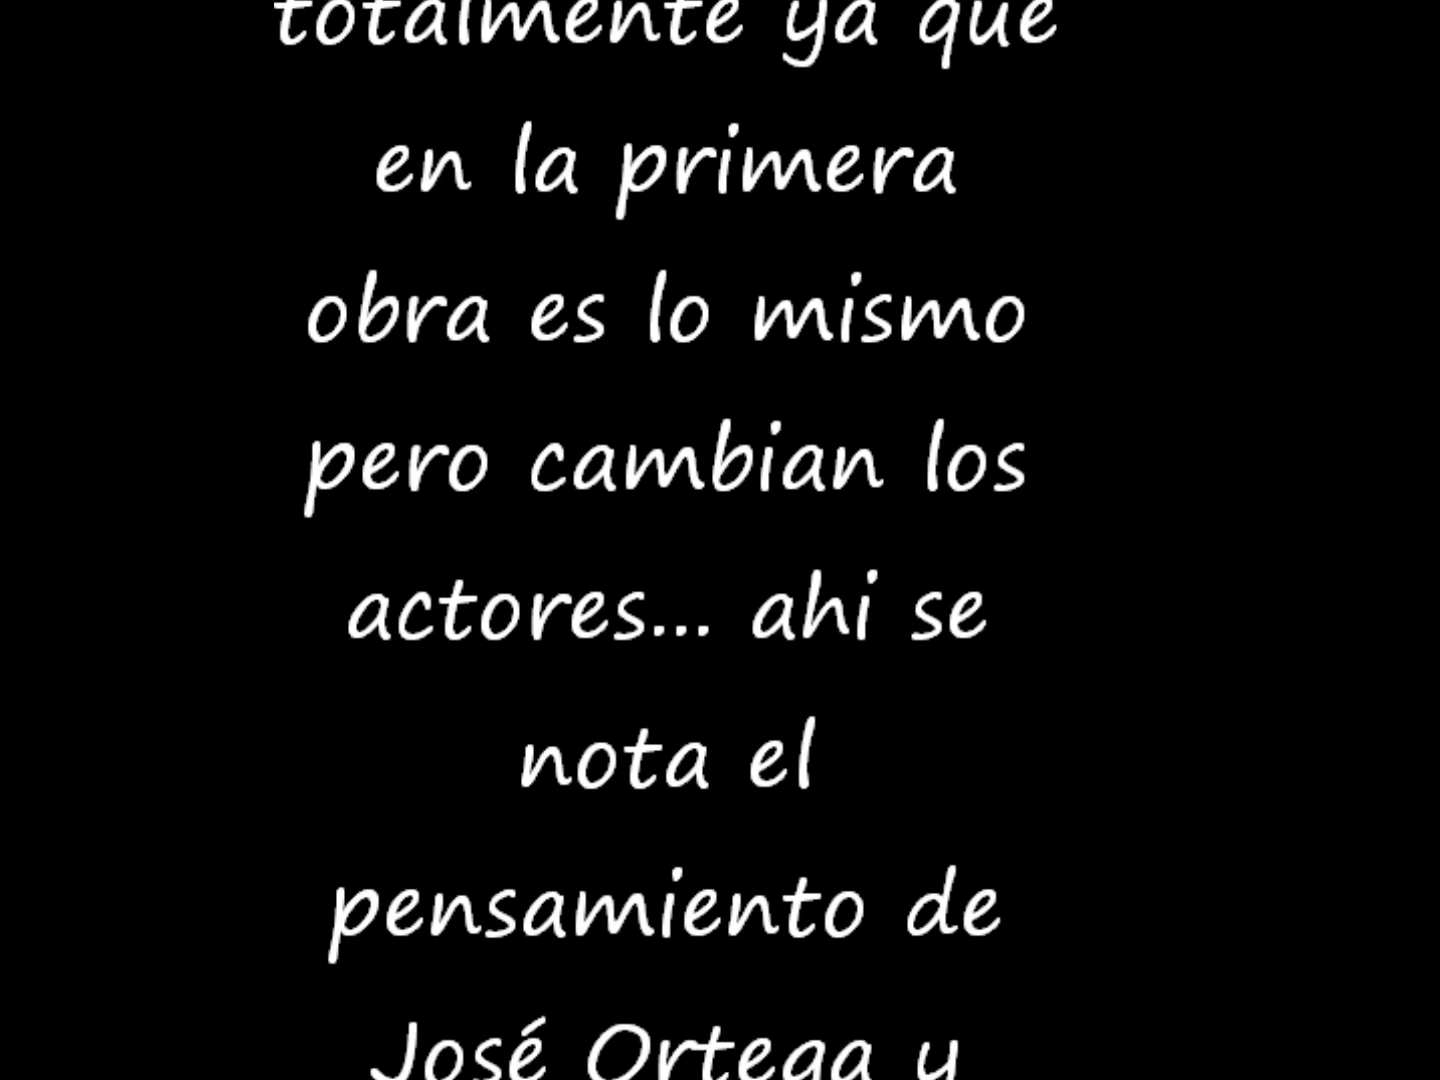 totalmente ya que
en la primera
obra es lo mismo
pero cambian los
actores... ahi se
nota el
pensamiento de
José Ortega y